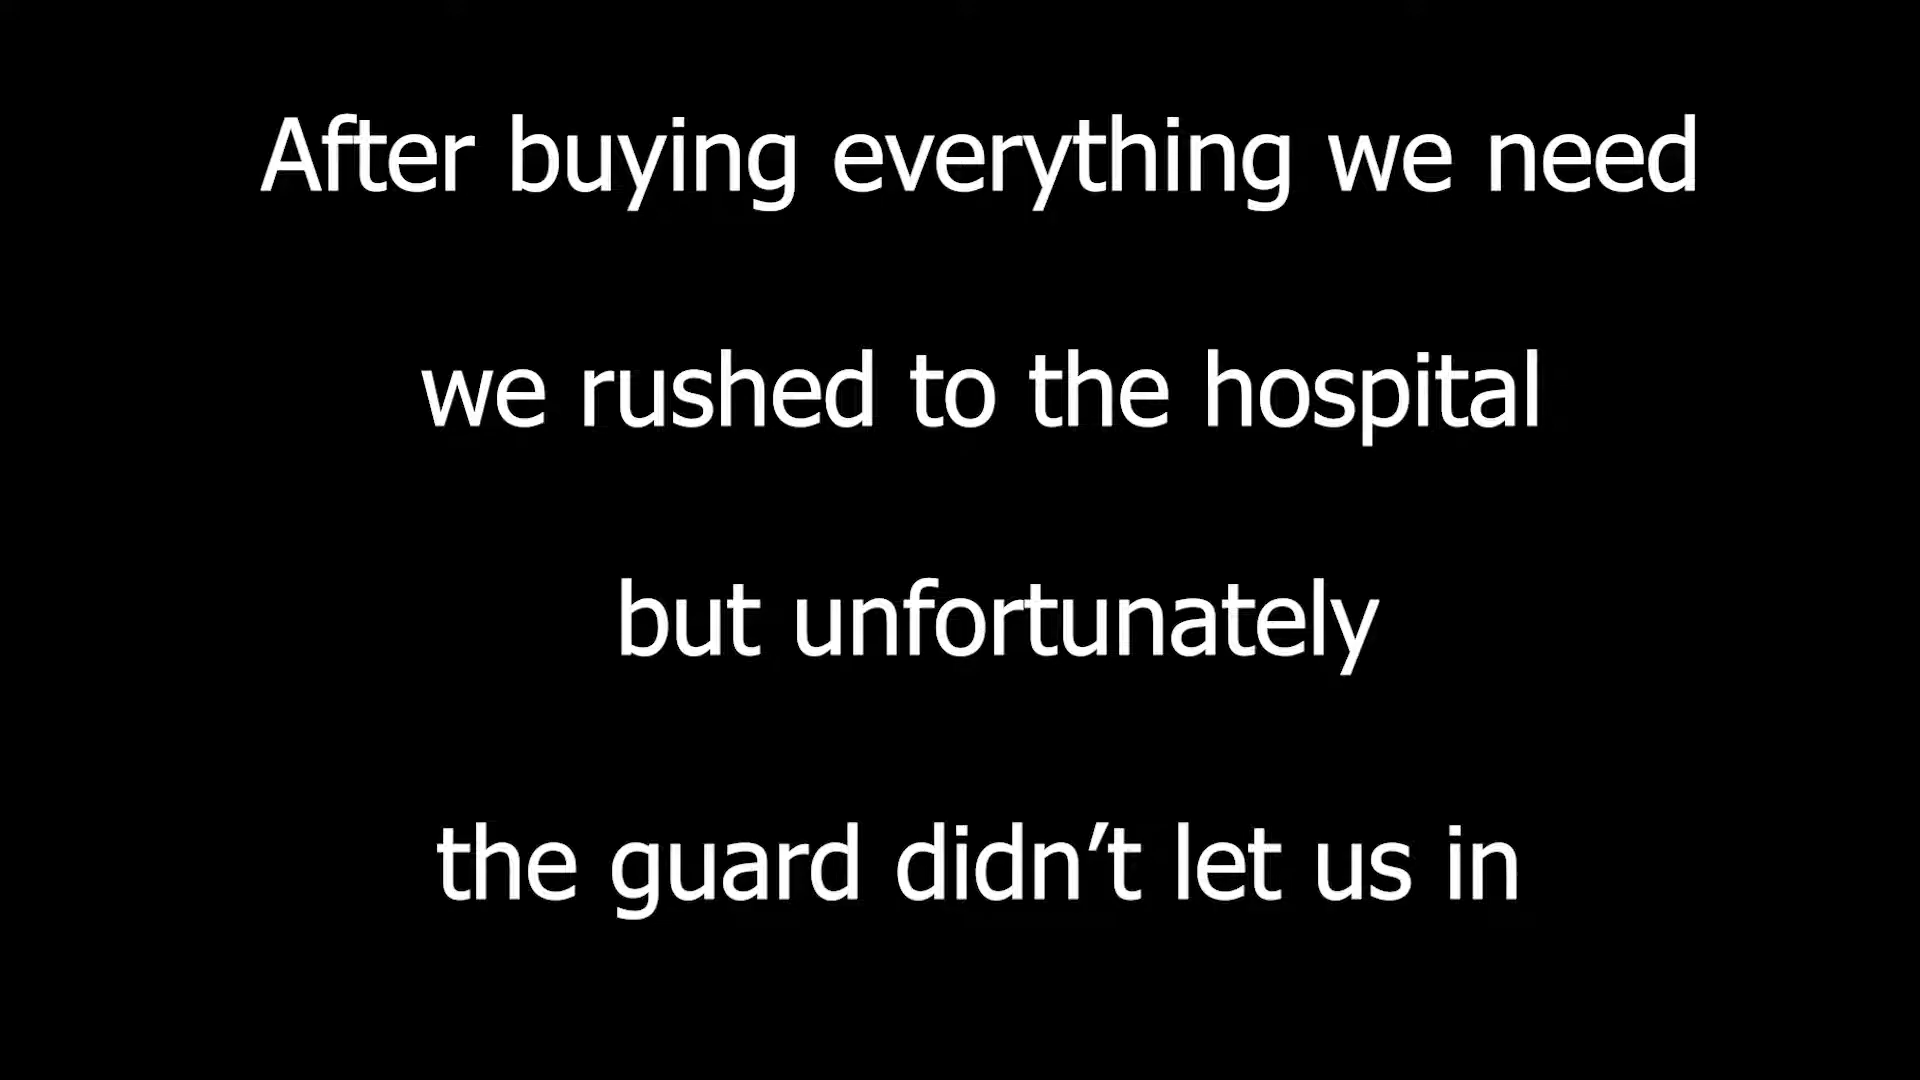 After buying everything we need
we rushed to the hospital
but unfortunately
the guard didn’t let us in